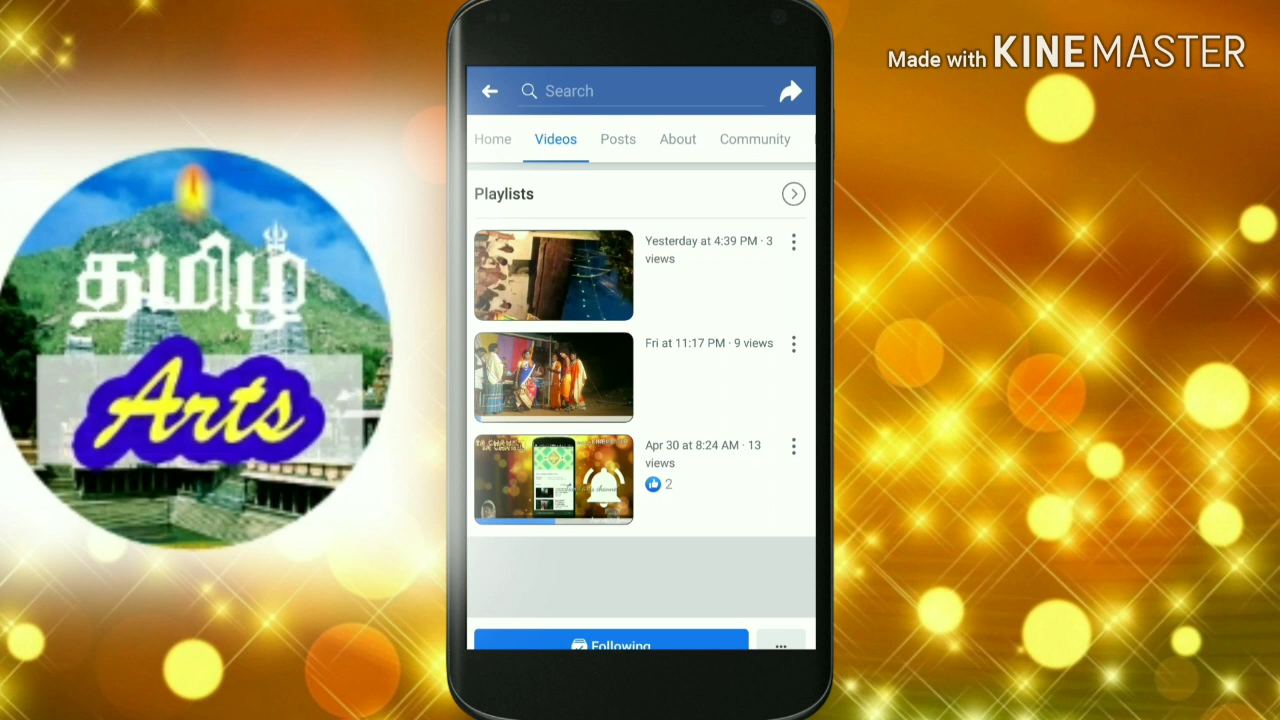 Made with KINEMASTER
Search
Home Videos Posts About Community
Playlists
Yesterday at 4:39 PM · 3
views
Fri at 11:17 PM · 9 views
Apr 30 at 8:24 AM · 13
views
2
Following
தமிழ்
Arts